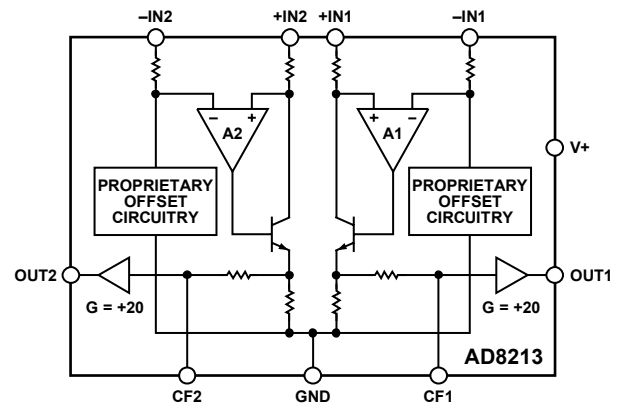 –IN2 +IN2 +IN1 –IN1
– + + –
A2 A1
V+
PROPRIETARY
OFFSET
CIRCUITRY
PROPRIETARY
OFFSET
CIRCUITRY
OUT2 OUT1
G = +20 G = +20
AD8213
CF2 GND CF1